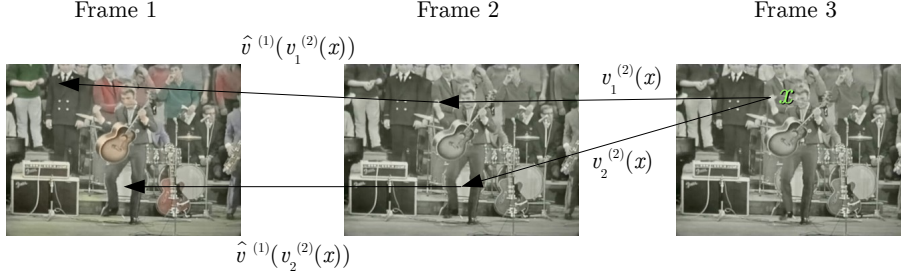 Frame 1 Frame 2 Frame 3
v̂ ⁽¹⁾(v₁⁽²⁾(x))
v₁⁽²⁾(x)
x
v₂⁽²⁾(x)
v̂ ⁽¹⁾(v₂⁽²⁾(x))